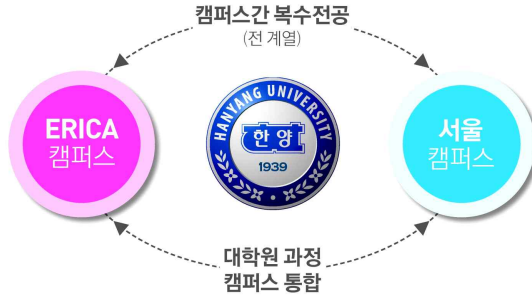 캠퍼스간 복수전공
(전 계열)
ERICA
캠퍼스
HANYANG UNIVERSITY
한양
1939
서울
캠퍼스
대학원 과정
캠퍼스 통합